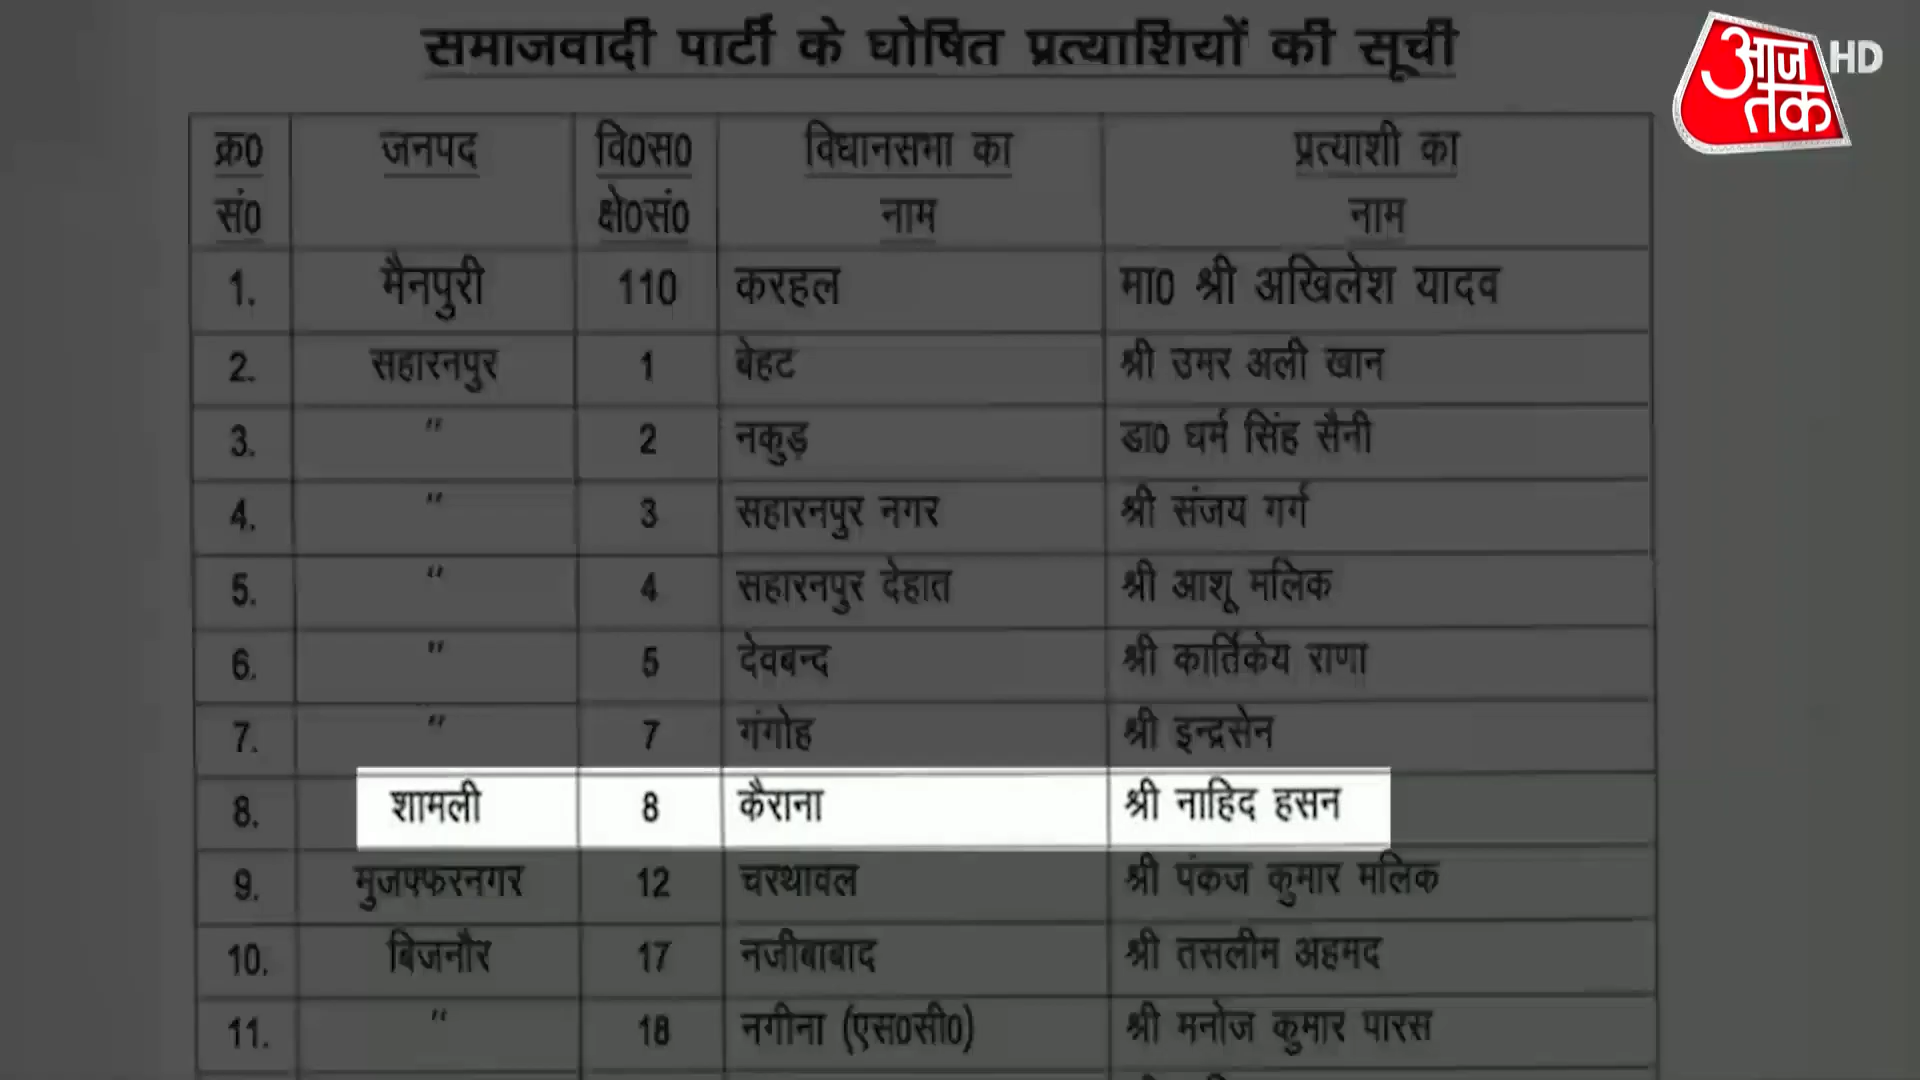 समाजवादी पार्टी के घोषित प्रत्याशियों की सूची
आज तक HD
क्र0 सं0 जनपद वि0स0 क्षे0सं0 विधानसभा का नाम प्रत्याशी का नाम
1. मैनपुरी 110 करहल मा0 श्री अखिलेश यादव
2. सहारनपुर 1 बेहट श्री उमर अली खान
3. " 2 नकुड़ डा0 धर्म सिंह सैनी
4. " 3 सहारनपुर नगर श्री संजय गर्ग
5. " 4 सहारनपुर देहात श्री आशू मलिक
6. " 5 देवबन्द श्री कार्तिकेय राणा
7. " 7 गंगोह श्री इन्द्रसेन
8. शामली 8 कैराना श्री नाहिद हसन
9. मुजफ्फरनगर 12 चरथावल श्री पंकज कुमार मलिक
10. बिजनौर 17 नजीबाबाद श्री तसलीम अहमद
11. " 18 नगीना (एस0सी0) श्री मनोज कुमार पारस